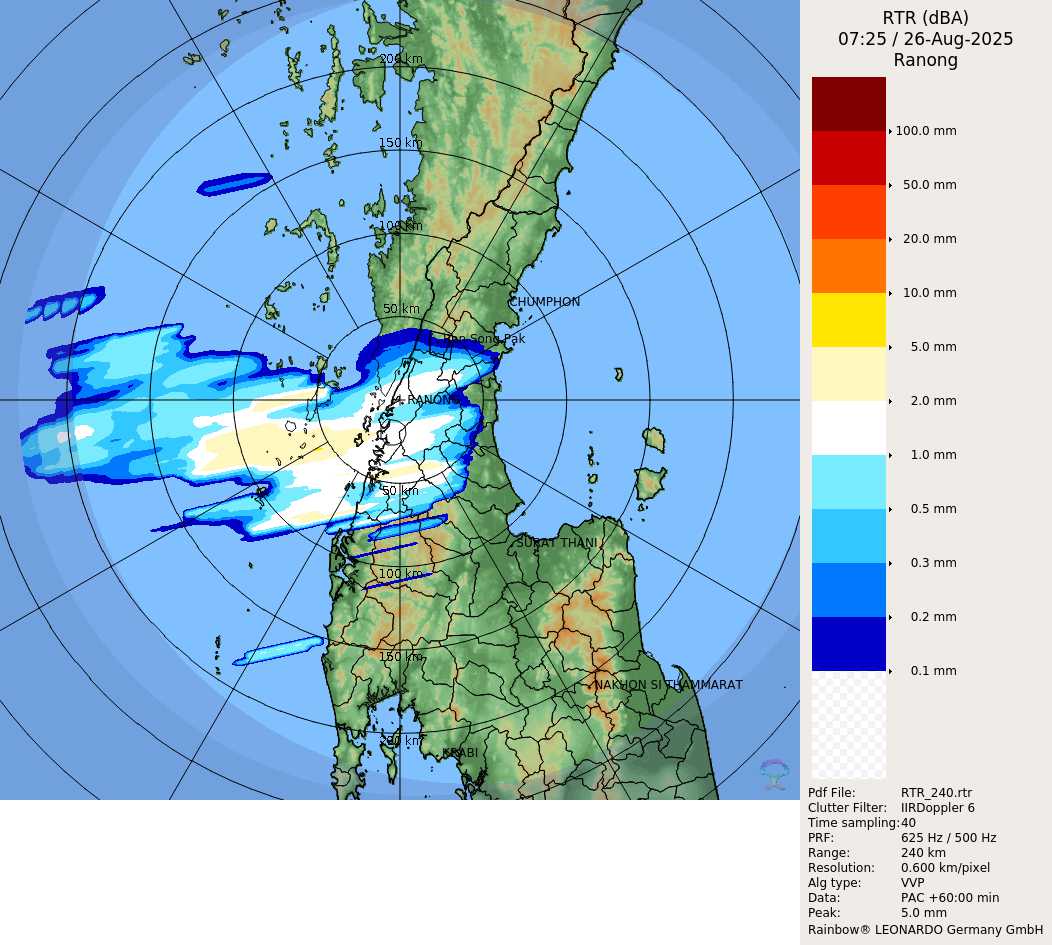 RTR (dBA)
07:25 / 26-Aug-2025
Ranong
200 km
150 km
100 km
50 km
CHUMPHON
Ban Song Pak
RANONG
50 km
SURAT THANI
100 km
150 km
NAKHON SI THAMMARAT
200 km
KRABI
100.0 mm
50.0 mm
20.0 mm
10.0 mm
5.0 mm
2.0 mm
1.0 mm
0.5 mm
0.3 mm
0.2 mm
0.1 mm
Pdf File: RTR_240.rtr
Clutter Filter: IIRDoppler 6
Time sampling:40
PRF: 625 Hz / 500 Hz
Range: 240 km
Resolution: 0.600 km/pixel
Alg type: VVP
Data: PAC +60:00 min
Peak: 5.0 mm
Rainbow® LEONARDO Germany GmbH